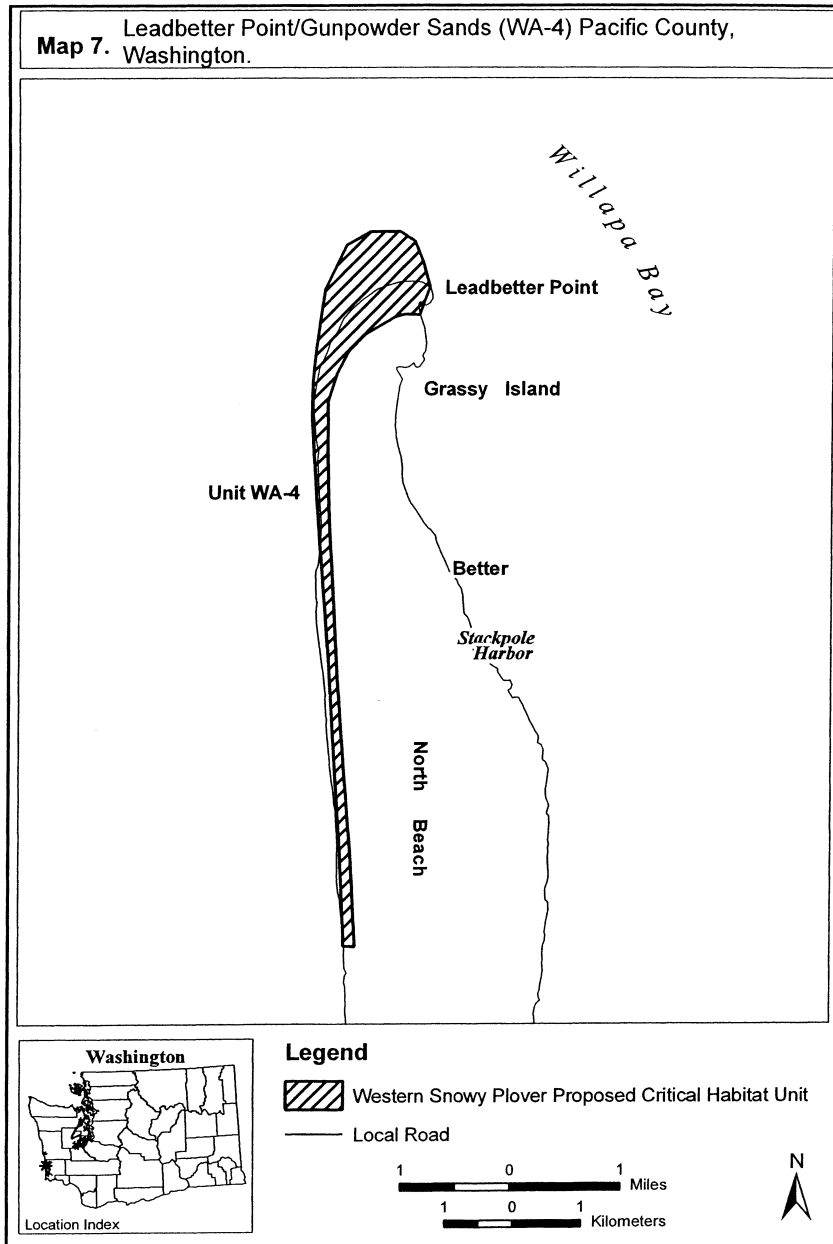 Map 7. Leadbetter Point/Gunpowder Sands (WA-4) Pacific County,
Washington.
Willapa Bay
Leadbetter Point
Grassy Island
Unit WA-4
Better
Stackpole
Harbor
North Beach
Washington
Location Index
Legend
Western Snowy Plover Proposed Critical Habitat Unit
Local Road
1 0 1
Miles
1 0 1
Kilometers
N